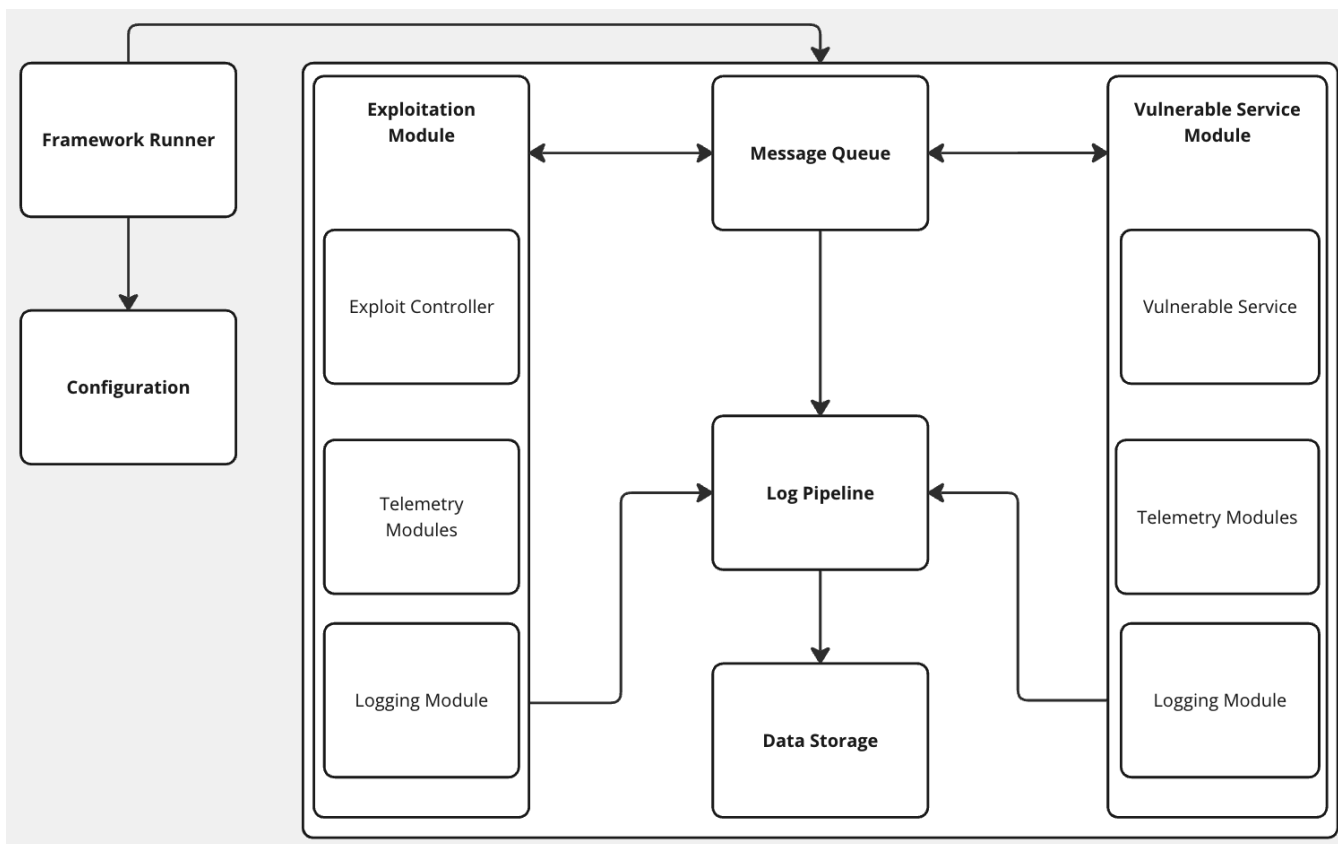 Framework Runner
Configuration
Exploitation
Module
Exploit Controller
Telemetry
Modules
Logging Module
Message Queue
Log Pipeline
Data Storage
Vulnerable Service
Module
Vulnerable Service
Telemetry Modules
Logging Module